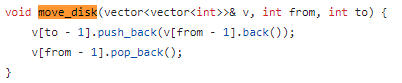 void move_disk(vector<vector<int>>& v, int from, int to) {
    v[to - 1].push_back(v[from - 1].back());
    v[from - 1].pop_back();
}